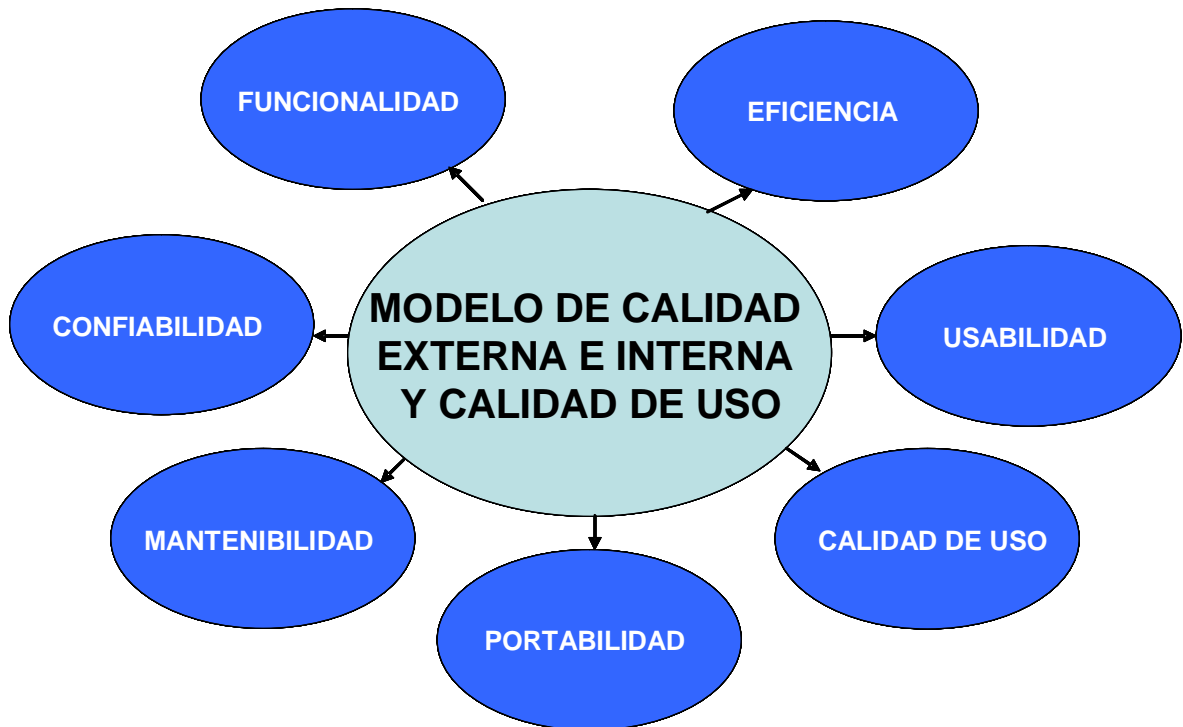 FUNCIONALIDAD
EFICIENCIA
CONFIABILIDAD
MODELO DE CALIDAD
EXTERNA E INTERNA
Y CALIDAD DE USO
USABILIDAD
MANTENIBILIDAD
CALIDAD DE USO
PORTABILIDAD